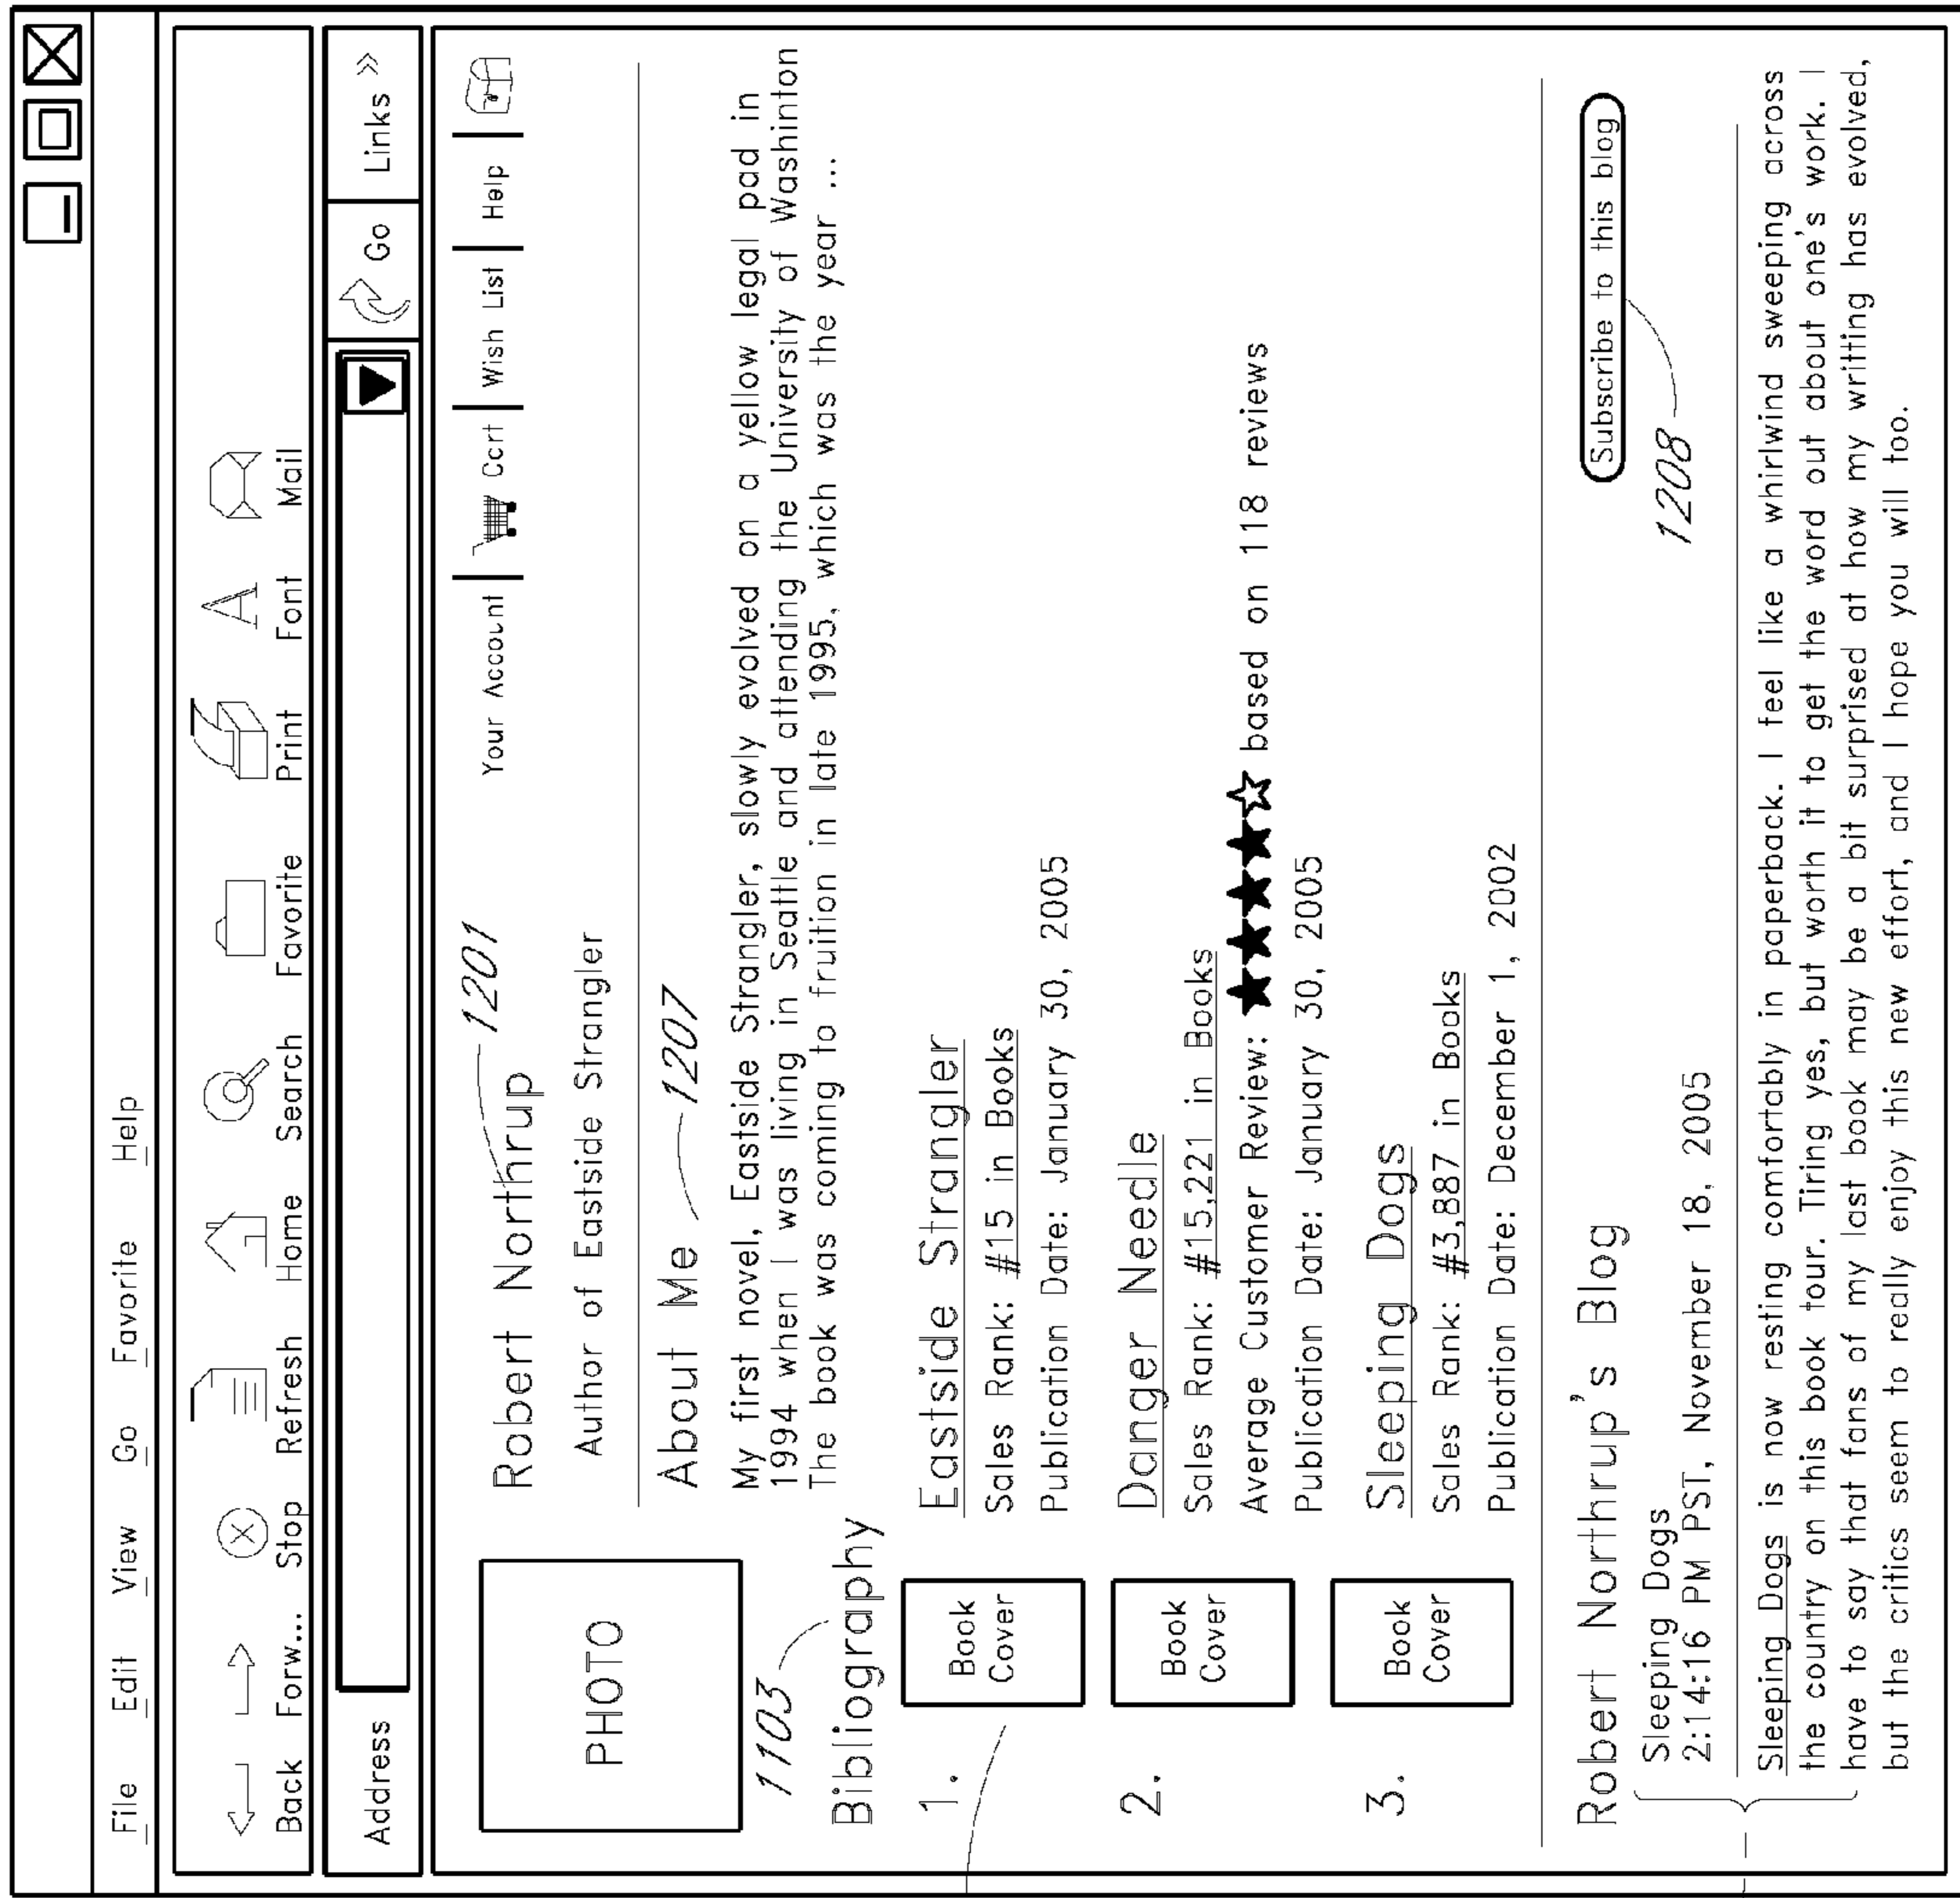 File Edit View Go Favorite Help
Back Forw... Stop Refresh Home Search Favorite Print Font Mail
Address Go Links »
Your Account Ccrt Wish List Help
Robert Northrup 1201
Author of Eastside Strangler
PHOTO
About Me 1207
My first novel, Eastside Strangler, slowly evolved on a yellow legal pad in
1994 when I was living in Seattle and attending the University of Washinton
The book was coming to fruition in late 1995, which was the year ...
1103
Bibliography
1. Book Cover Eastside Strangler
Sales Rank: #15 in Books
Publication Date: January 30, 2005
2. Book Cover Danger Needle
Sales Rank: #15,221 in Books
Average Customer Review: ★★★★☆ based on 118 reviews
Publication Date: January 30, 2005
3. Book Cover Sleeping Dogs
Sales Rank: #3,887 in Books
Publication Date: December 1, 2002
Robert Northrup's Blog Subscribe to this blog
1208
Sleeping Dogs
2:14:16 PM PST, November 18, 2005
Sleeping Dogs is now resting comfortably in paperback. I feel like a whirlwind sweeping across
the country on this book tour. Tiring yes, but worth it to get the word out about one's work. I
have to say that fans of my last book may be a bit surprised at how my writing has evolved,
but the critics seem to really enjoy this new effort, and I hope you will too.